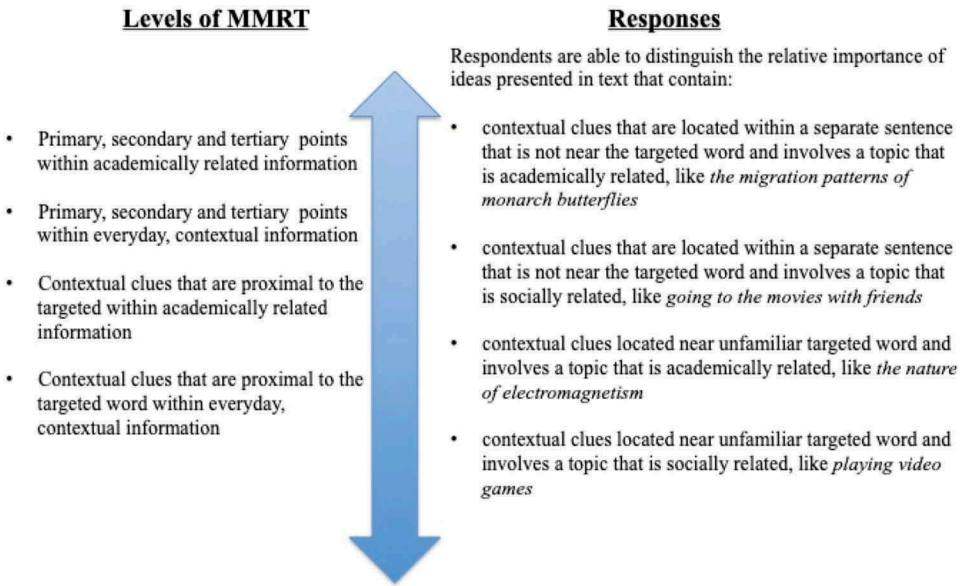 Levels of MMRT
• Primary, secondary and tertiary points
within academically related information
• Primary, secondary and tertiary points
within everyday, contextual information
• Contextual clues that are proximal to the
targeted within academically related
information
• Contextual clues that are proximal to the
targeted word within everyday,
contextual information
Responses
Respondents are able to distinguish the relative importance of
ideas presented in text that contain:
• contextual clues that are located within a separate sentence
that is not near the targeted word and involves a topic that
is academically related, like the migration patterns of
monarch butterflies
• contextual clues that are located within a separate sentence
that is not near the targeted word and involves a topic that
is socially related, like going to the movies with friends
• contextual clues located near unfamiliar targeted word and
involves a topic that is academically related, like the nature
of electromagnetism
• contextual clues located near unfamiliar targeted word and
involves a topic that is socially related, like playing video
games